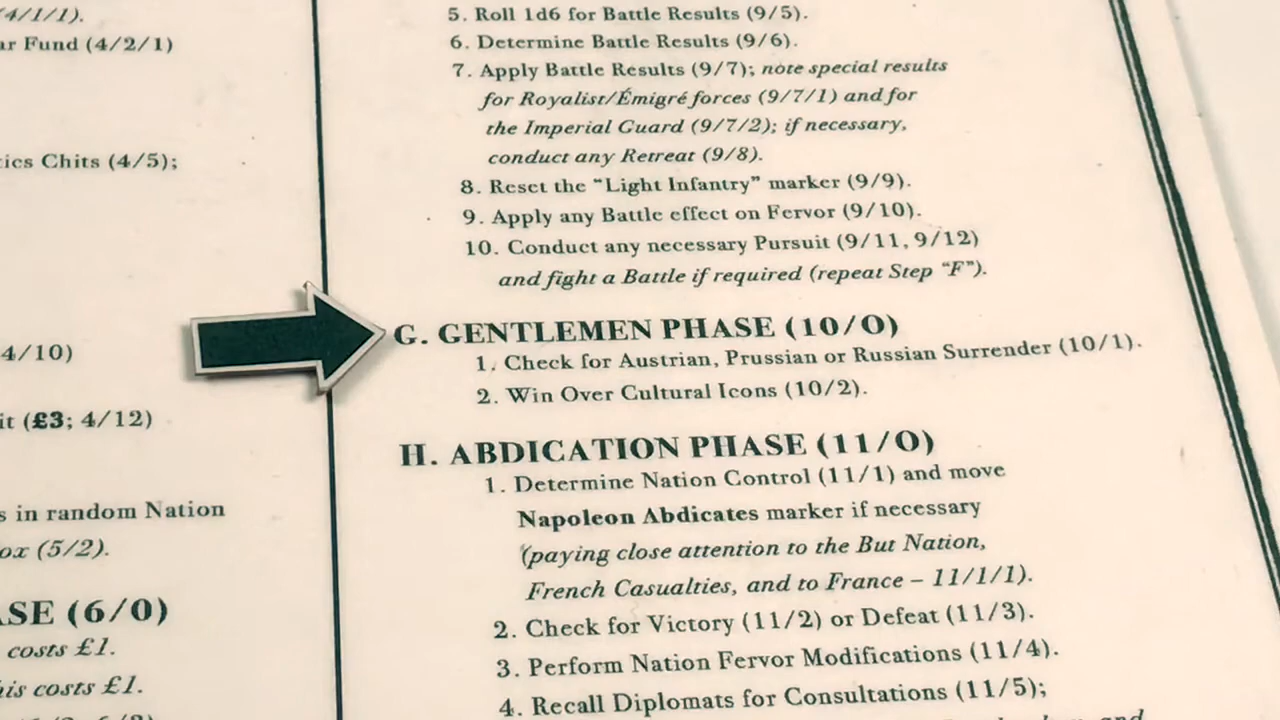 4/1/1).
ar Fund (4/2/1)
tics Chits (4/5);
4/10)
it (£3; 4/12)
s in random Nation
ox (5/2).
ASE (6/0)
costs £1.
his costs £1.
5. Roll 1d6 for Battle Results (9/5).
6. Determine Battle Results (9/6).
7. Apply Battle Results (9/7); note special results
for Royalist/Émigré forces (9/7/1) and for
the Imperial Guard (9/7/2); if necessary,
conduct any Retreat (9/8).
8. Reset the “Light Infantry” marker (9/9).
9. Apply any Battle effect on Fervor (9/10).
10. Conduct any necessary Pursuit (9/11, 9/12)
and fight a Battle if required (repeat Step “F”).
G. GENTLEMEN PHASE (10/0)
1. Check for Austrian, Prussian or Russian Surrender (10/1).
2. Win Over Cultural Icons (10/2).
H. ABDICATION PHASE (11/0)
1. Determine Nation Control (11/1) and move
Napoleon Abdicates marker if necessary
(paying close attention to the But Nation,
French Casualties, and to France – 11/1/1).
2. Check for Victory (11/2) or Defeat (11/3).
3. Perform Nation Fervor Modifications (11/4).
4. Recall Diplomats for Consultations (11/5);
and